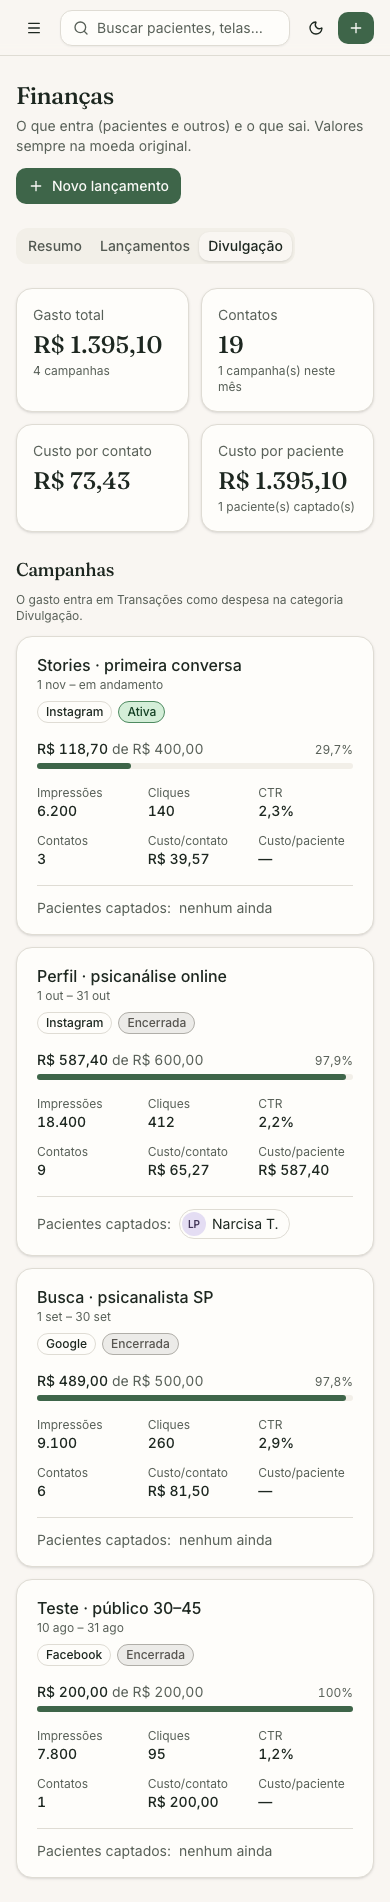 Buscar pacientes, telas...
Finanças
O que entra (pacientes e outros) e o que sai. Valores
sempre na moeda original.
Novo lançamento
Resumo Lançamentos Divulgação
Gasto total
R$ 1.395,10
4 campanhas
Contatos
19
1 campanha(s) neste
mês
Custo por contato
R$ 73,43
Custo por paciente
R$ 1.395,10
1 paciente(s) captado(s)
Campanhas
O gasto entra em Transações como despesa na categoria
Divulgação.
Stories · primeira conversa
1 nov – em andamento
Instagram Ativa
R$ 118,70 de R$ 400,00 29,7%
Impressões Cliques CTR
6.200 140 2,3%
Contatos Custo/contato Custo/paciente
3 R$ 39,57 —
Pacientes captados: nenhum ainda
Perfil · psicanálise online
1 out – 31 out
Instagram Encerrada
R$ 587,40 de R$ 600,00 97,9%
Impressões Cliques CTR
18.400 412 2,2%
Contatos Custo/contato Custo/paciente
9 R$ 65,27 R$ 587,40
Pacientes captados: LP Narcisa T.
Busca · psicanalista SP
1 set – 30 set
Google Encerrada
R$ 489,00 de R$ 500,00 97,8%
Impressões Cliques CTR
9.100 260 2,9%
Contatos Custo/contato Custo/paciente
6 R$ 81,50 —
Pacientes captados: nenhum ainda
Teste · público 30–45
10 ago – 31 ago
Facebook Encerrada
R$ 200,00 de R$ 200,00 100%
Impressões Cliques CTR
7.800 95 1,2%
Contatos Custo/contato Custo/paciente
1 R$ 200,00 —
Pacientes captados: nenhum ainda